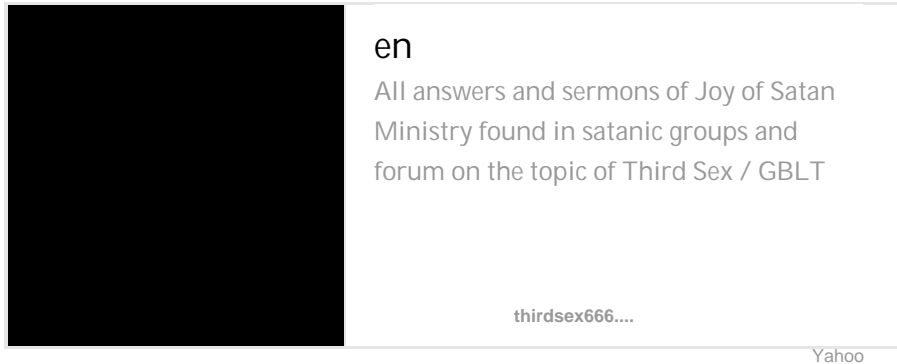 en
All answers and sermons of Joy of Satan
Ministry found in satanic groups and
forum on the topic of Third Sex / GBLT
thirdsex666....
Yahoo